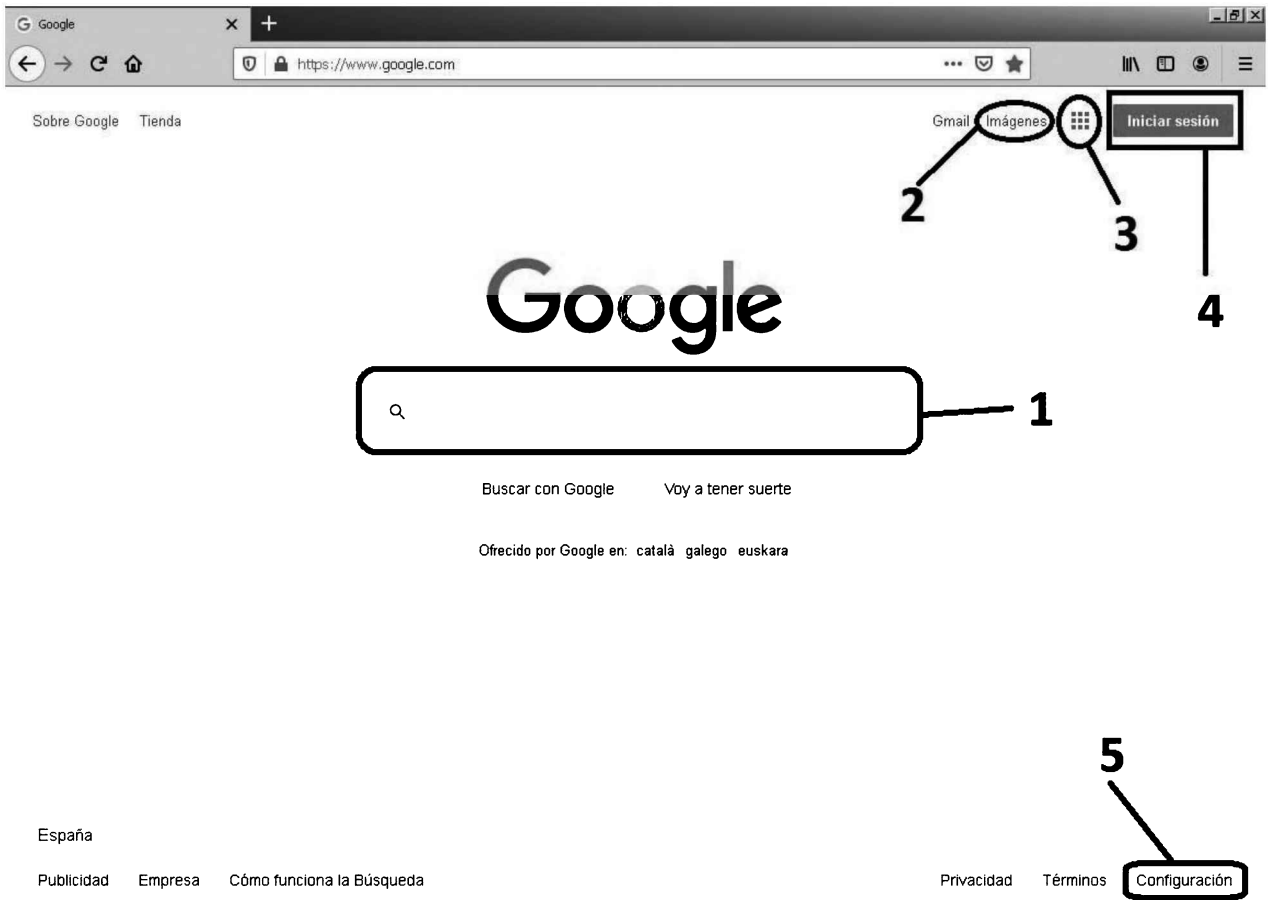 G Google
https://www.google.com
Sobre Google Tienda Gmail Imágenes Iniciar sesión
2
3
4
Google
1
Buscar con Google Voy a tener suerte
Ofrecido por Google en: català galego euskara
5
España
Publicidad Empresa Cómo funciona la Búsqueda Privacidad Términos Configuración